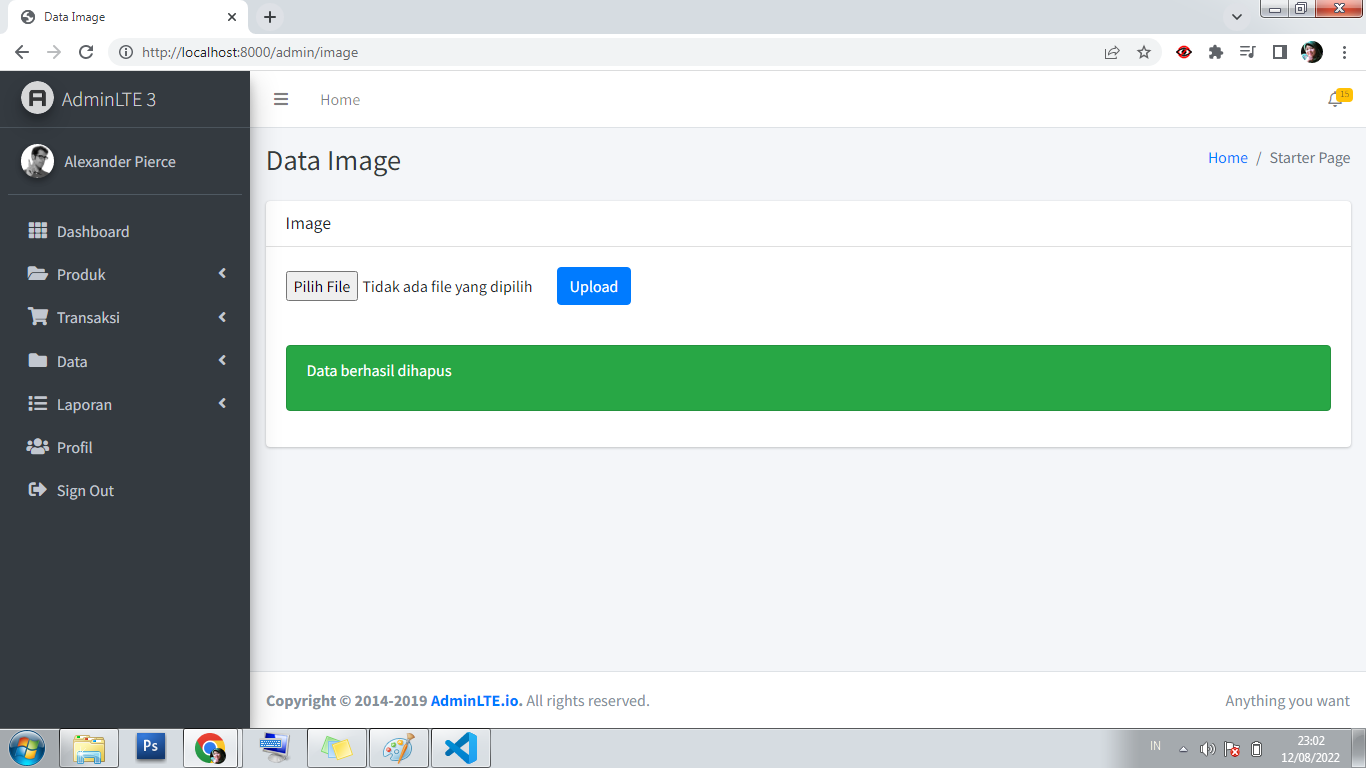 Data Image
http://localhost:8000/admin/image
AdminLTE 3
Home
15
Alexander Pierce
Data Image
Home / Starter Page
Dashboard
Produk
Transaksi
Data
Laporan
Profil
Sign Out
Image
Pilih File Tidak ada file yang dipilih Upload
Data berhasil dihapus
Copyright © 2014-2019 AdminLTE.io. All rights reserved.
Anything you want
Ps
IN
23:02
12/08/2022